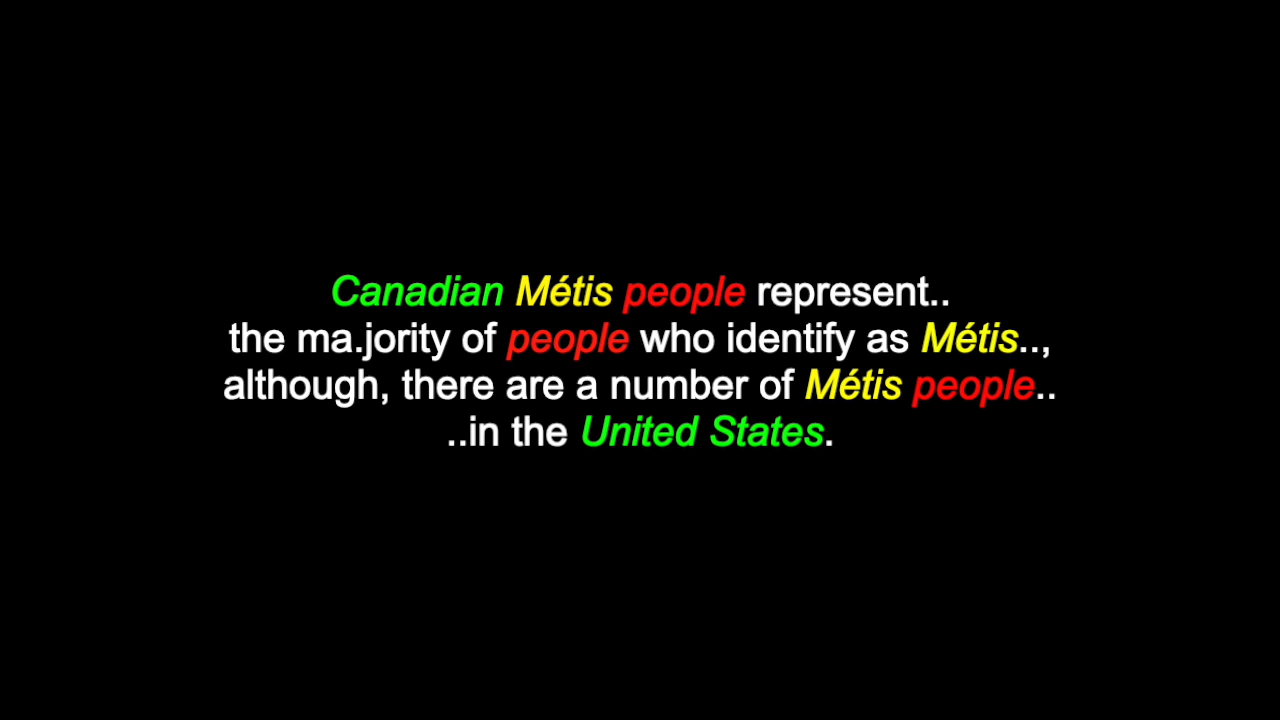 Canadian Métis people represent..
the ma.jority of people who identify as Métis..,
although, there are a number of Métis people..
..in the United States.